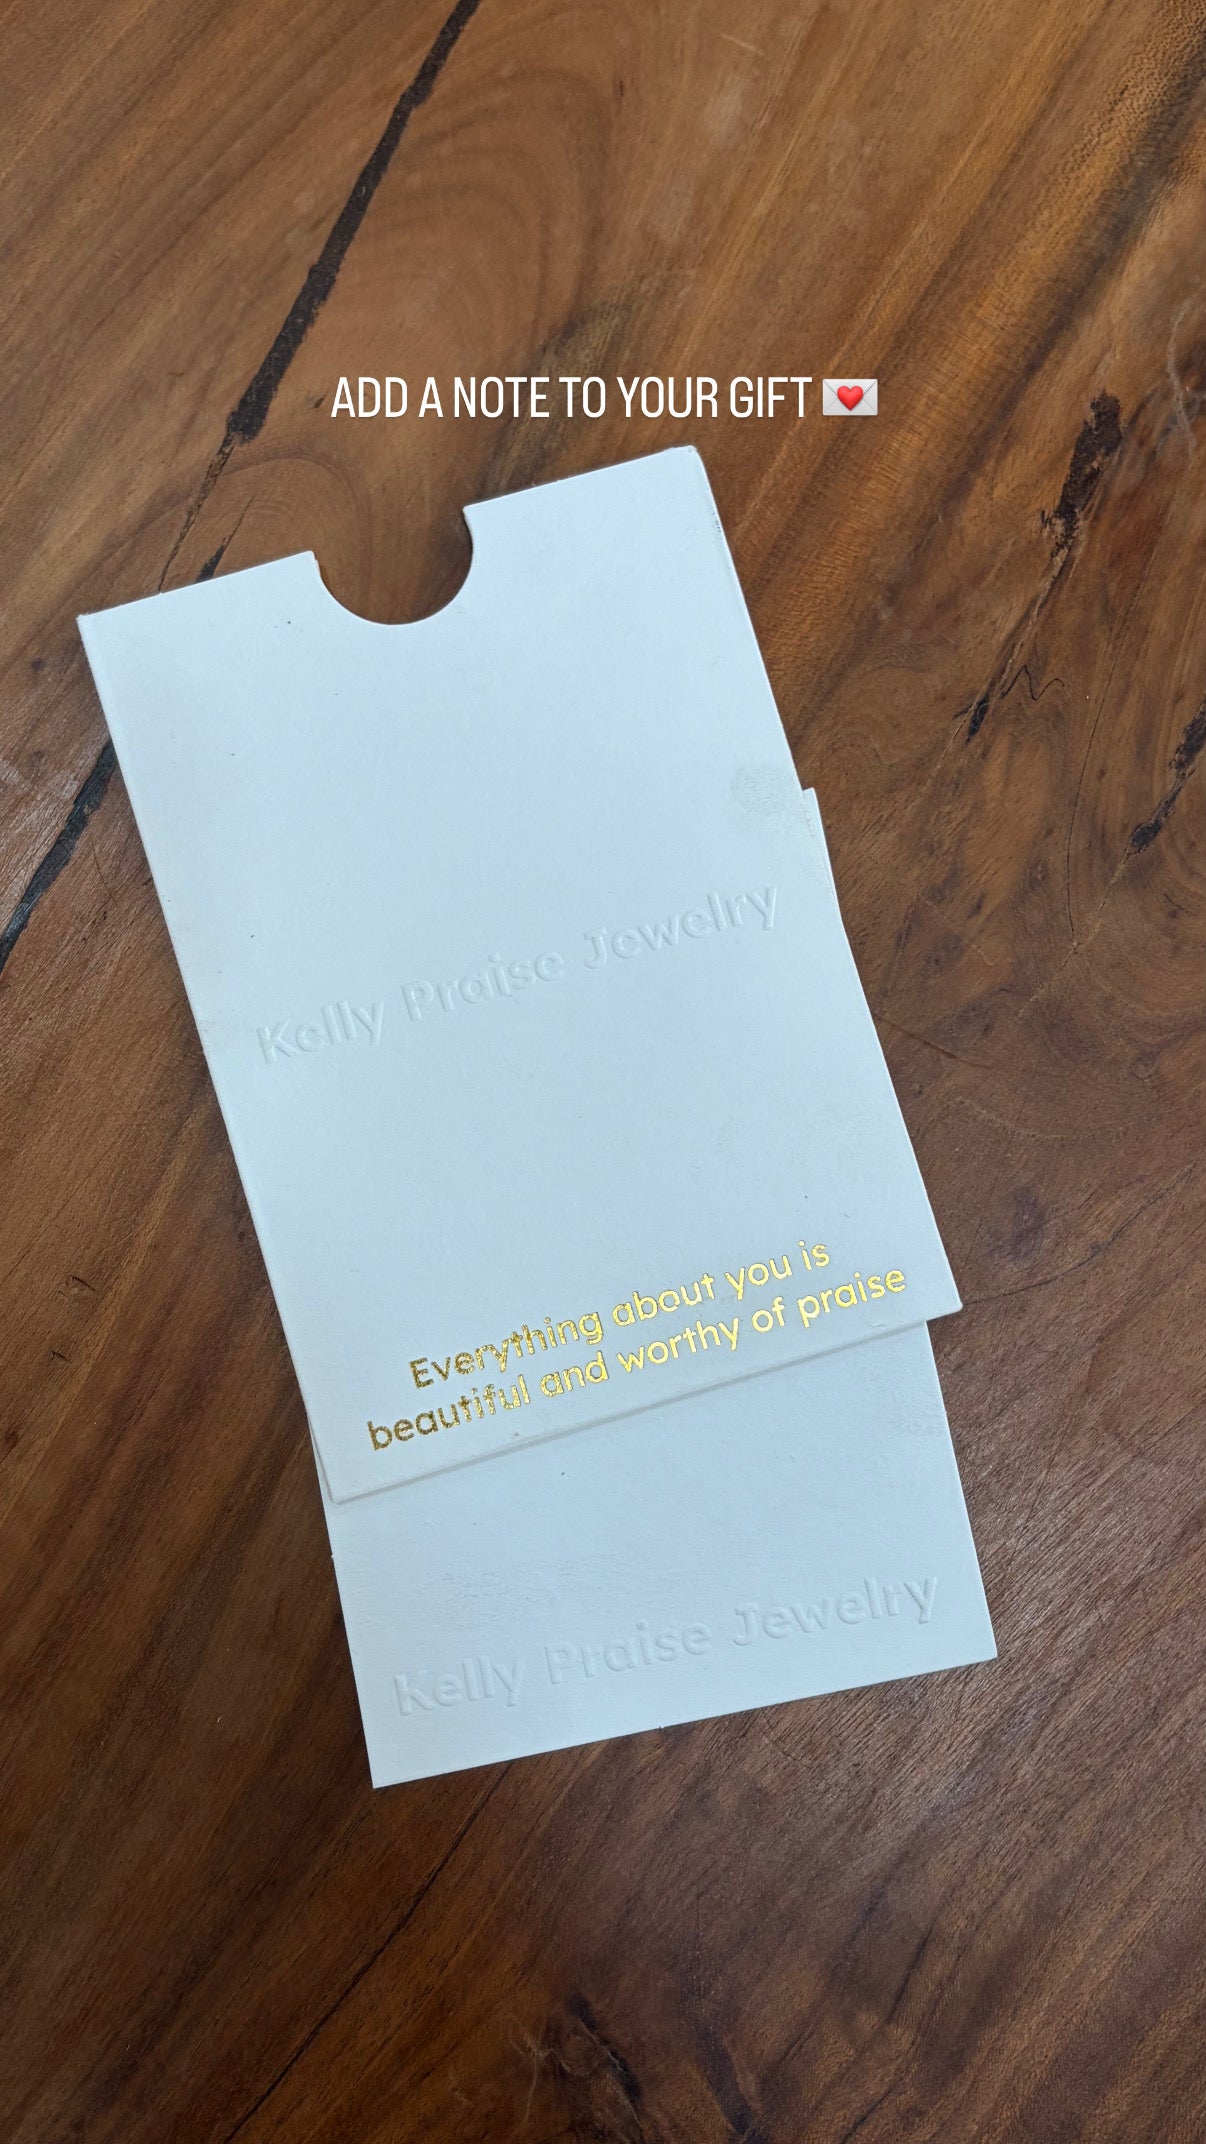 ADD A NOTE TO YOUR GIFT 💌
Kelly Praise Jewelry
Everything about you is
beautiful and worthy of praise
Kelly Praise Jewelry